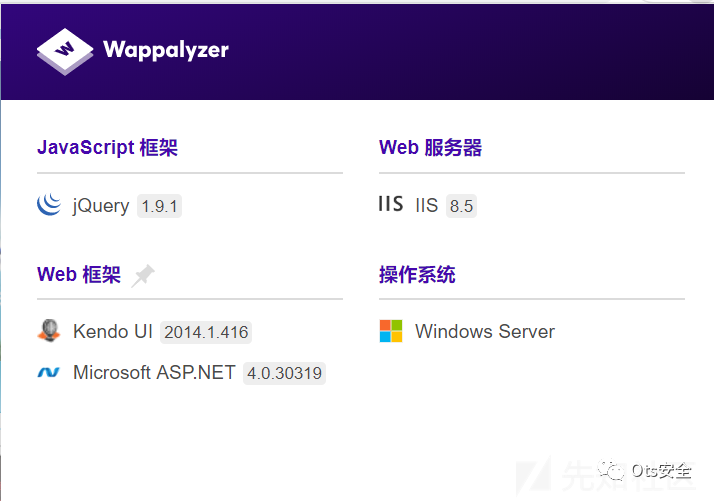 Wappalyzer
JavaScript 框架
jQuery 1.9.1
Web 服务器
IIS IIS 8.5
Web 框架
Kendo UI 2014.1.416
Microsoft ASP.NET 4.0.30319
操作系统
Windows Server
先知社区
Ots安全